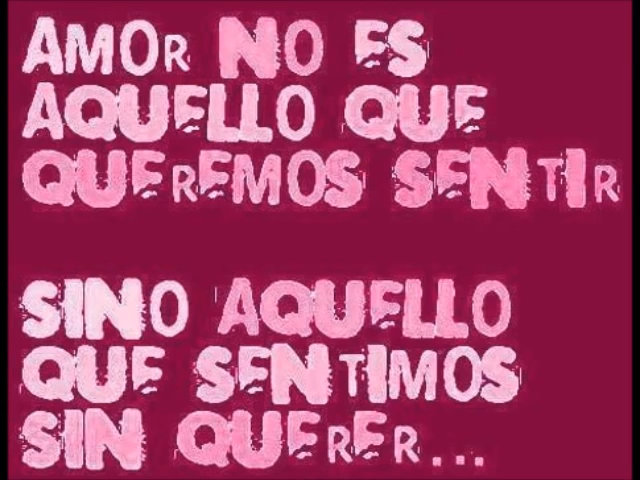 AMOR NO ES
AQUELLO QUE
QUEREMOS SENTIR
SINO AQUELLO
QUE SENTIMOS
SIN QUERER...